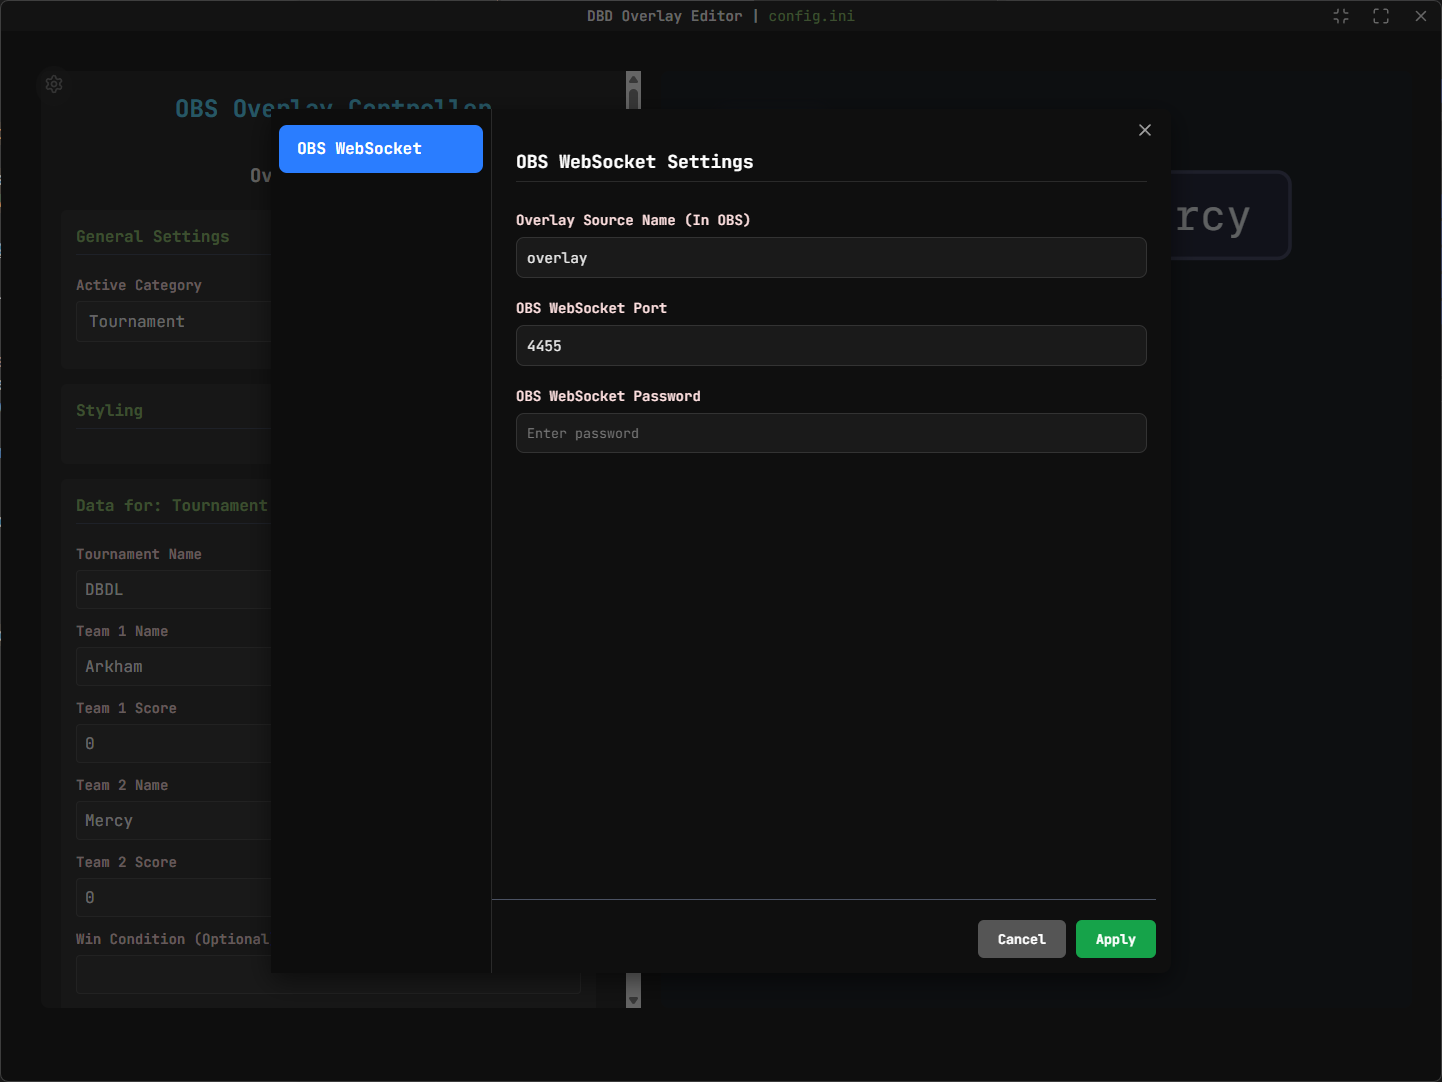 DBD Overlay Editor | config.ini
OBS Overlay Controller
OBS WebSocket
OBS WebSocket Settings
Ov
General Settings
Active Category
Tournament
Styling
Data for: Tournament
Tournament Name
DBDL
Team 1 Name
Arkham
Team 1 Score
0
Team 2 Name
Mercy
Team 2 Score
0
Win Condition (Optional
Overlay Source Name (In OBS)
overlay
OBS WebSocket Port
4455
OBS WebSocket Password
Enter password
Cancel
Apply
rcy